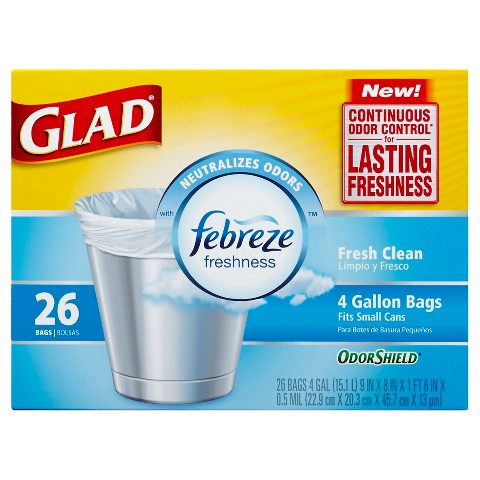 GLAD®
New!
CONTINUOUS
ODOR CONTROL*
for
LASTING
FRESHNESS
NEUTRALIZES ODORS
with
febreze™
freshness
Fresh Clean
Limpio y Fresco
26
BAGS | BOLSAS
4 Gallon Bags
Fits Small Cans
Para Botes de Basura Pequeños
ODORSHIELD®
26 BAGS 4 GAL (15.1 L) 9 IN X 8 IN X 1 FT 6 IN X
0.5 MIL (22.9 cm X 20.3 cm X 45.7 cm X 13 µm)